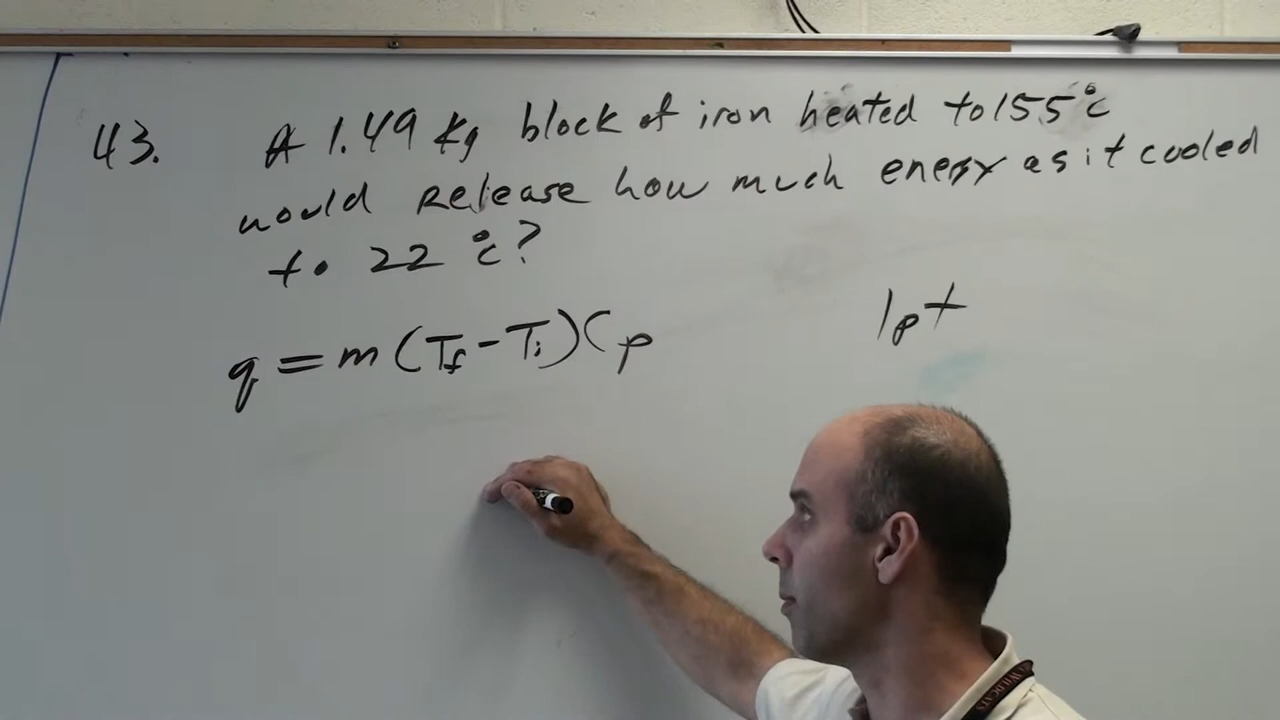 43. A 1.49 kg block of iron heated to 155°C
would release how much energy as it cooled
to 22 °C?
q = m(Tf - Ti)Cp
1pt
WILDCATS